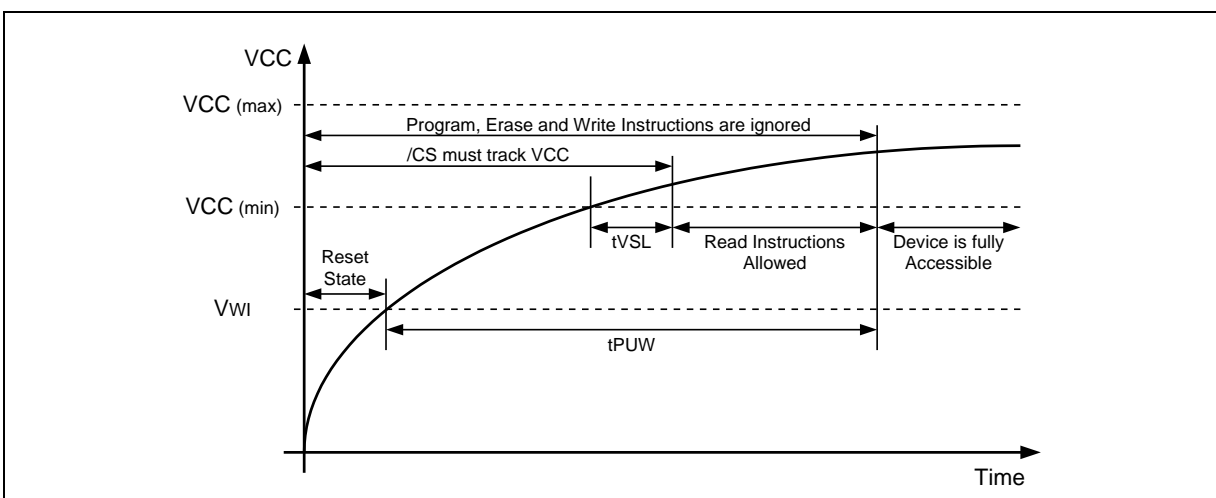 VCC
VCC (max)
Program, Erase and Write Instructions are ignored
/CS must track VCC
VCC (min)
tVSL
Read Instructions
Allowed
Device is fully
Accessible
Reset
State
VWI
tPUW
Time